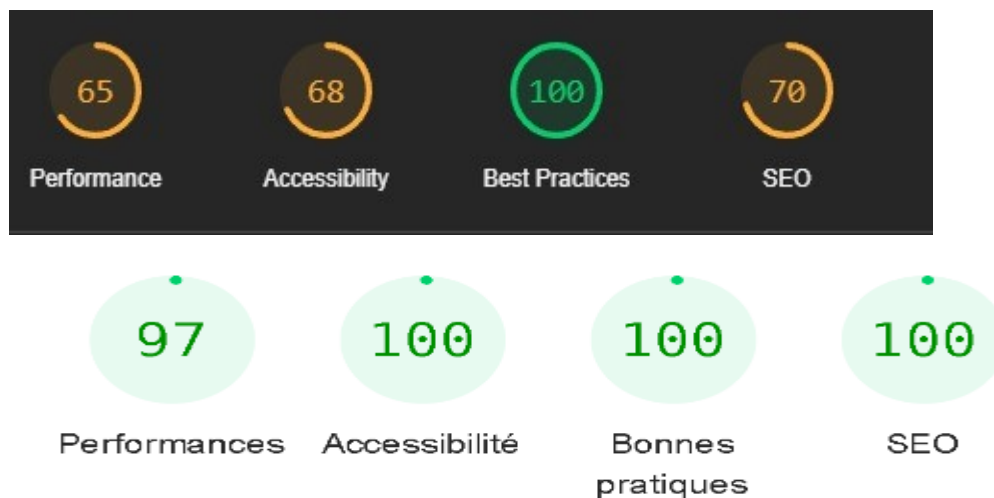 65 68 100 70
Performance Accessibility Best Practices SEO
97 100 100 100
Performances Accessibilité Bonnes SEO
pratiques